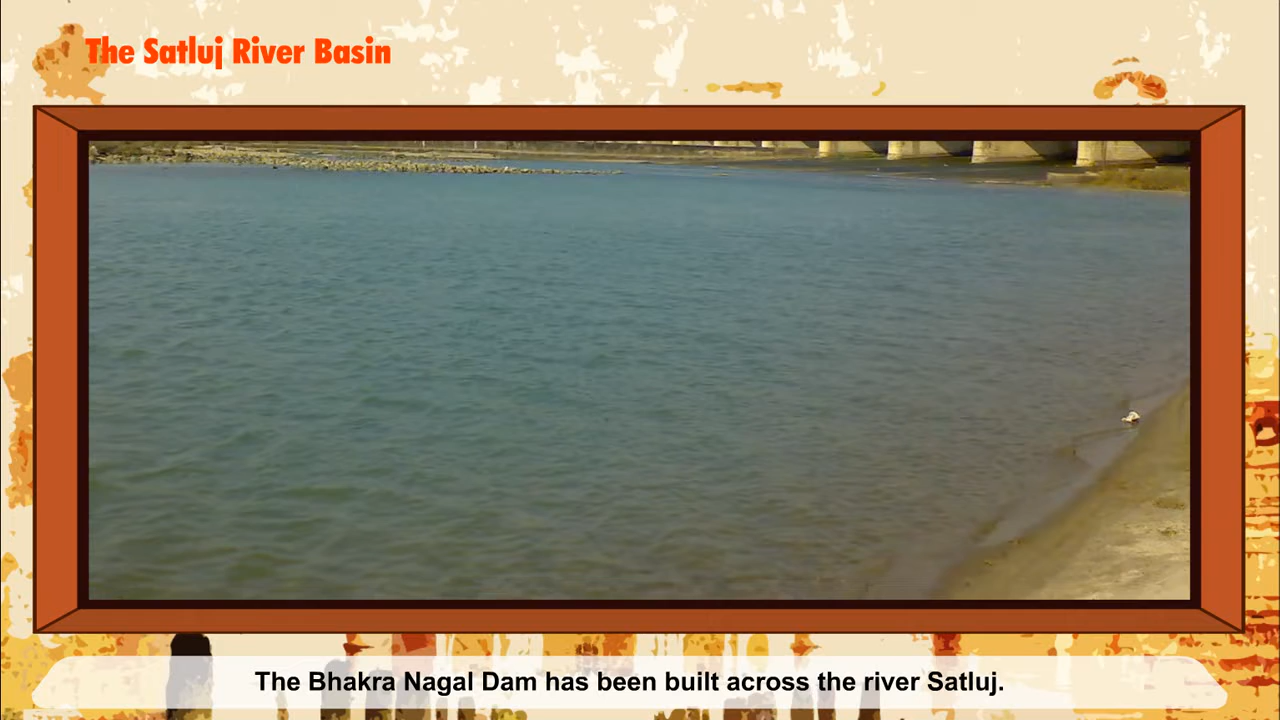 The Satluj River Basin
The Bhakra Nagal Dam has been built across the river Satluj.